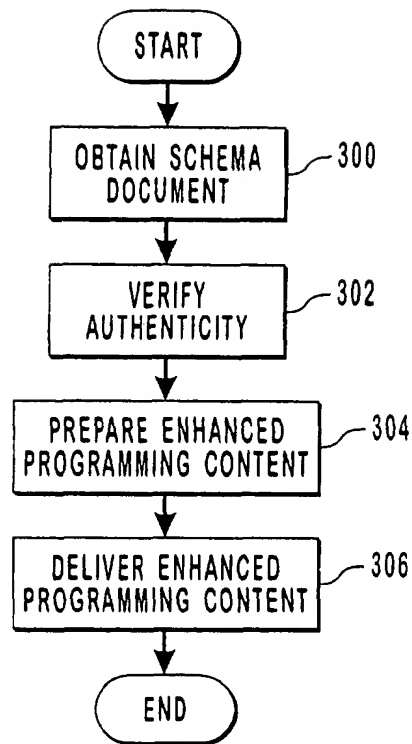 START
OBTAIN SCHEMA
DOCUMENT
300
VERIFY
AUTHENTICITY
302
PREPARE ENHANCED
PROGRAMMING CONTENT
304
DELIVER ENHANCED
PROGRAMMING CONTENT
306
END